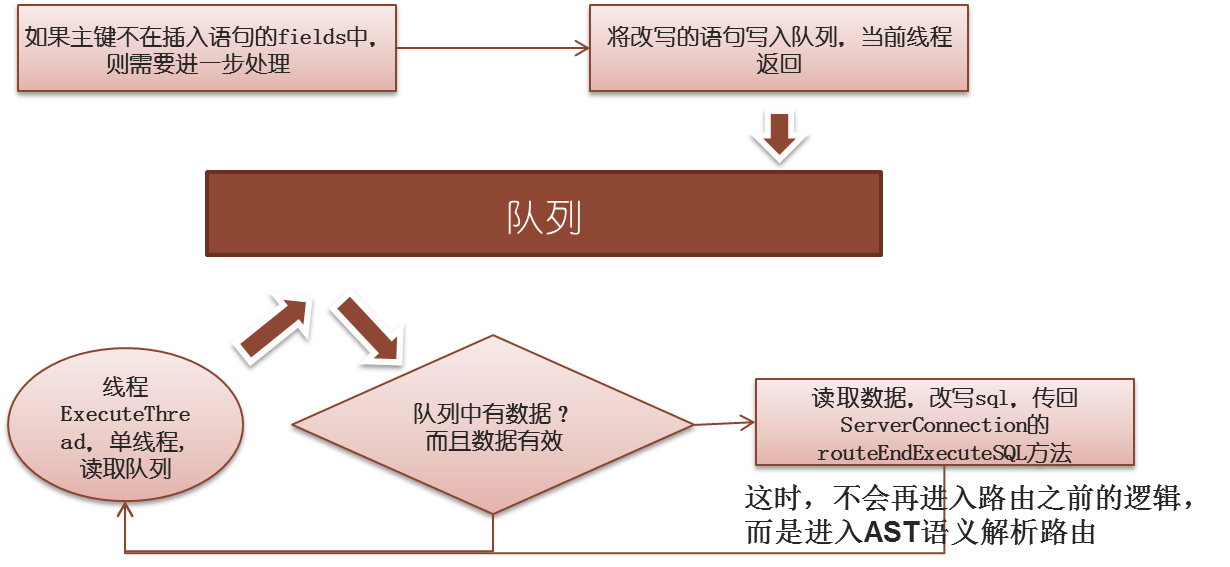 如果主键不在插入语句的fields中，
则需要进一步处理
将改写的语句写入队列，当前线程
返回
队列
线程
ExecuteThre
ad，单线程，
读取队列
队列中有数据？
而且数据有效
读取数据，改写sql，传回
ServerConnection的
routeEndExecuteSQL方法
这时，不会再进入路由之前的逻辑，
而是进入AST语义解析路由